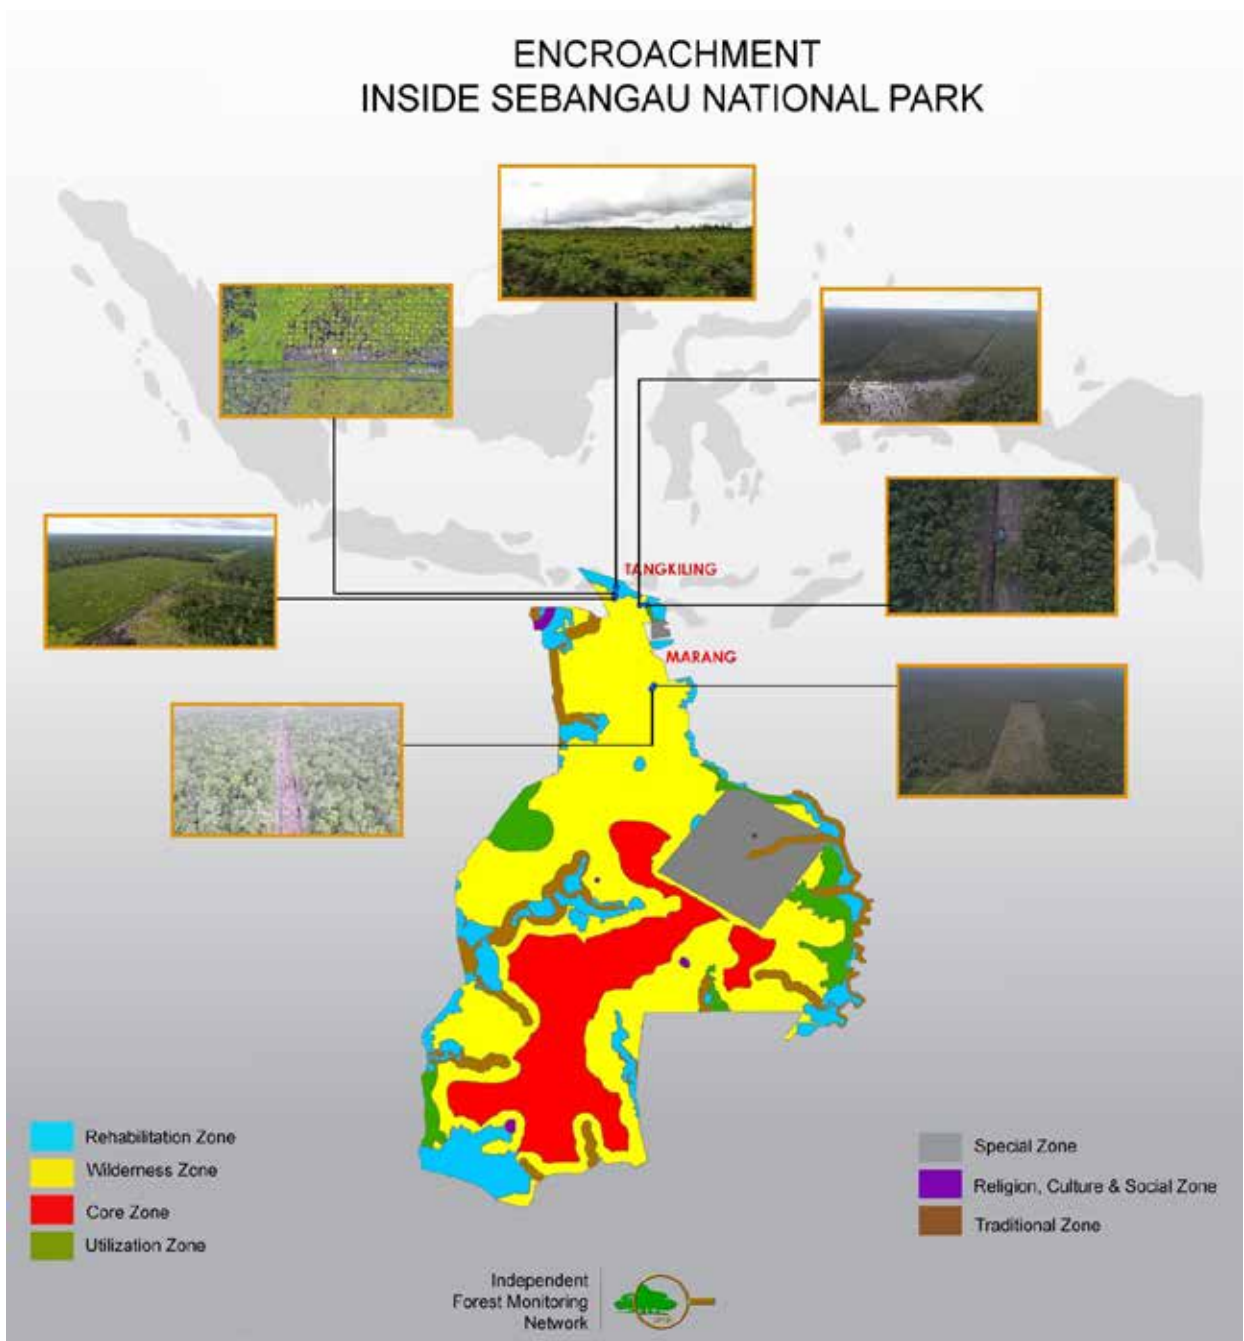 ENCROACHMENT
INSIDE SEBANGAU NATIONAL PARK
TANGKILING
MARANG
Rehabilitation Zone
Wilderness Zone
Core Zone
Utilization Zone
Special Zone
Religion, Culture & Social Zone
Traditional Zone
Independent
Forest Monitoring
Network